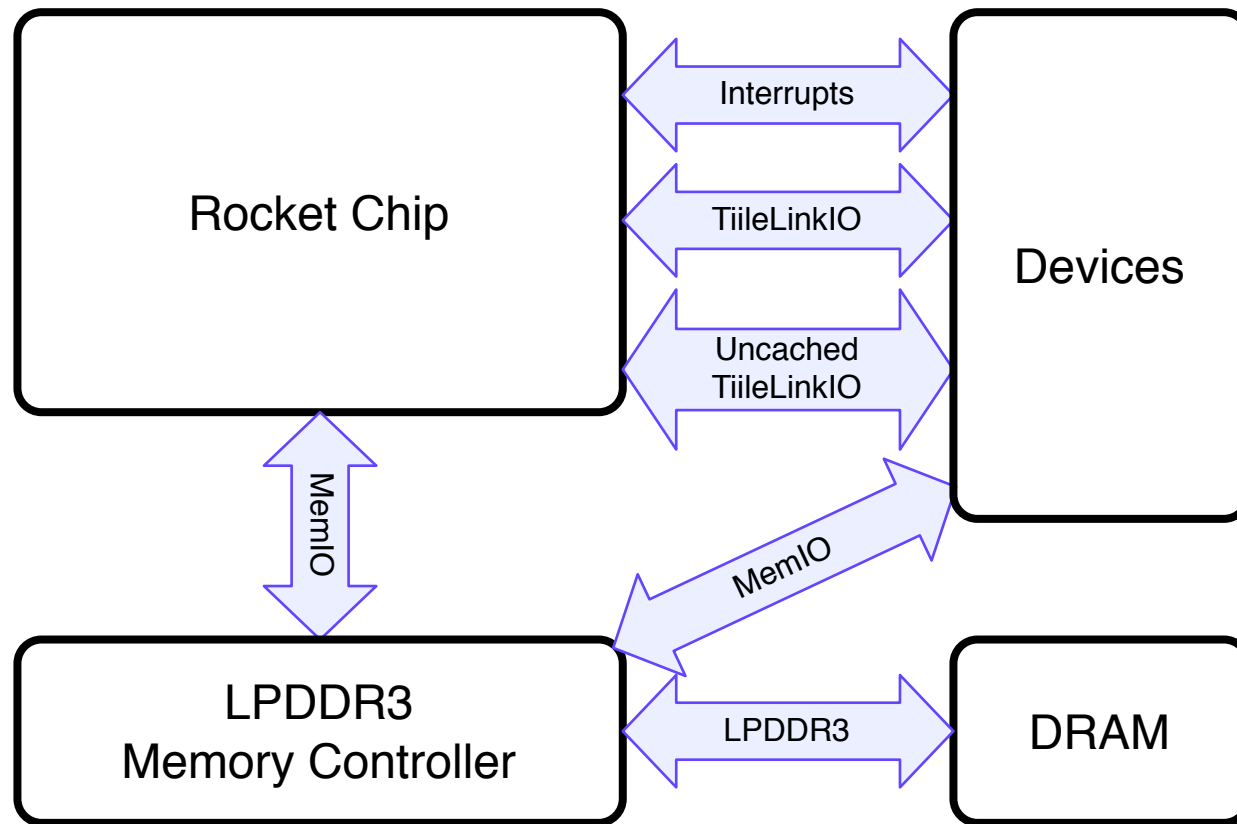 Interrupts
Rocket Chip
TiileLinkIO
Devices
Uncached
TiileLinkIO
MemIO
MemIO
LPDDR3
Memory Controller
LPDDR3
DRAM